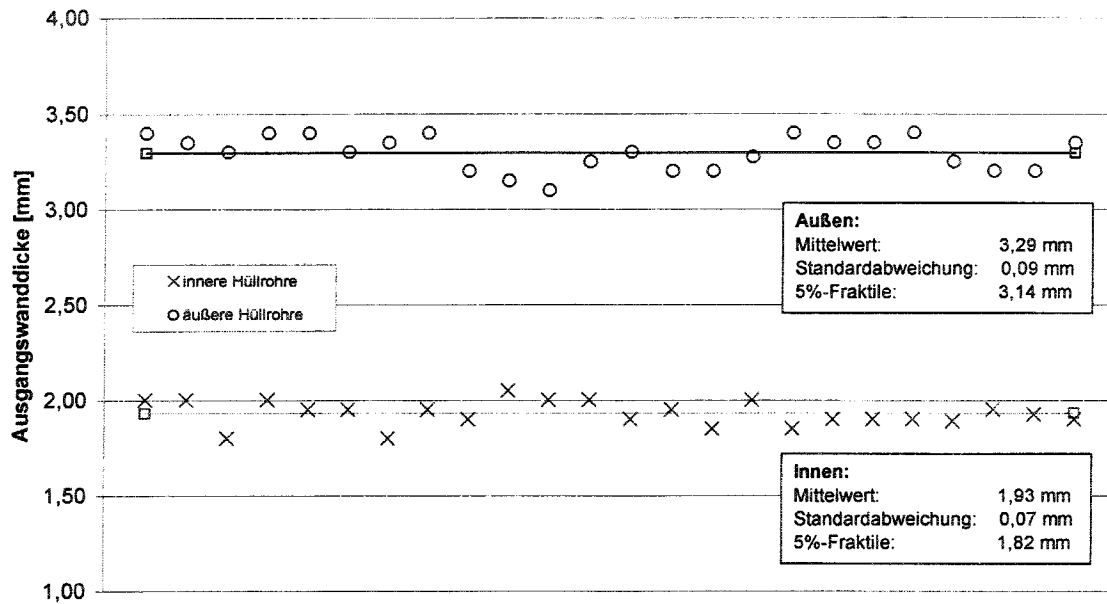 4,00
3,50
3,00
2,50
2,00
1,50
1,00
Ausgangswanddicke [mm]
innere Hüllrohre
äußere Hüllrohre
Außen:
Mittelwert: 3,29 mm
Standardabweichung: 0,09 mm
5%-Fraktile: 3,14 mm
Innen:
Mittelwert: 1,93 mm
Standardabweichung: 0,07 mm
5%-Fraktile: 1,82 mm